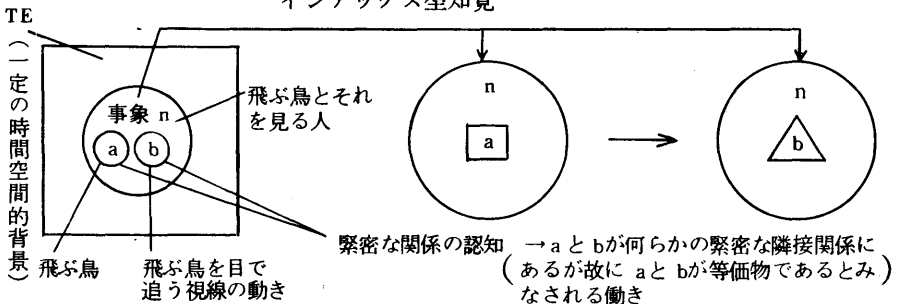 インデックス型知覚
TE
（一定の時間空間的背景）
事象 n
a
b
飛ぶ鳥とそれ
を見る人
n
a
n
b
飛ぶ鳥
飛ぶ鳥を目で
追う視線の動き
緊密な関係の認知
→aとbが何らかの緊密な隣接関係に
（あるが故に aとbが等価物であるとみ）
なされる働き